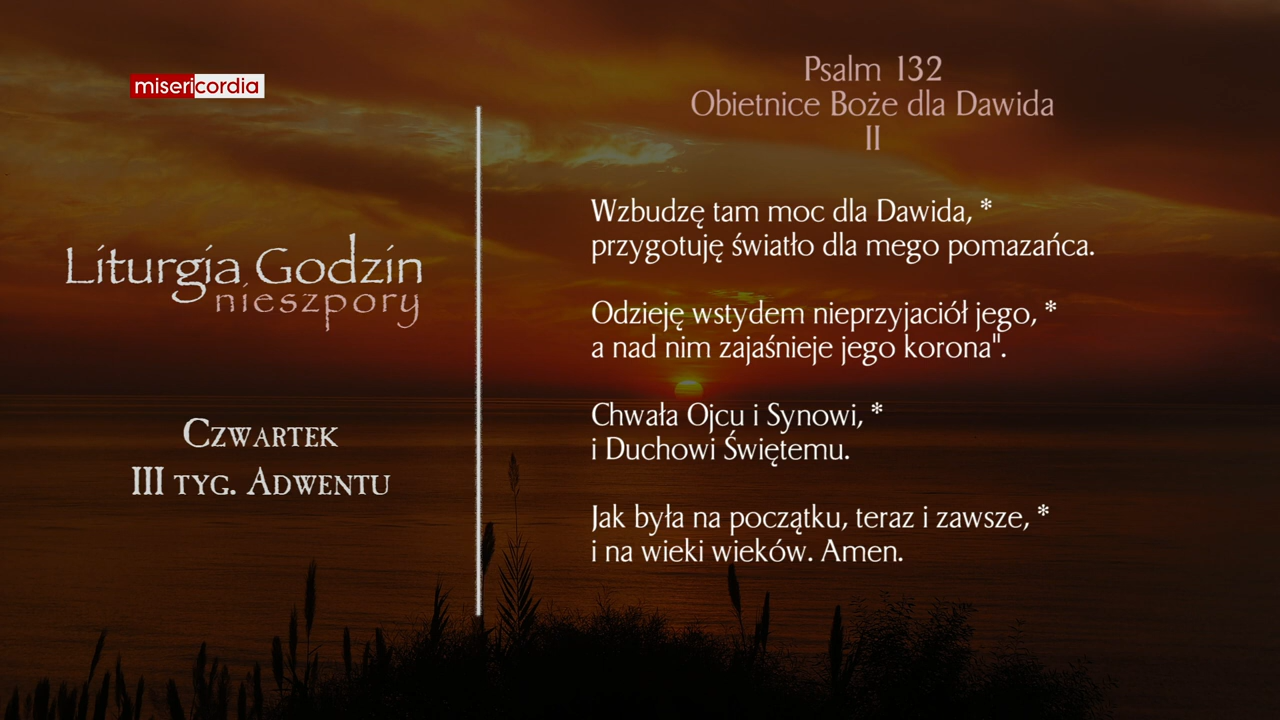 misericordia
Liturgia Godzin
nieszpory
Czwartek
III tyg. Adwentu
Psalm 132
Obietnice Boże dla Dawida
II
Wzbudzę tam moc dla Dawida, *
przygotuję światło dla mego pomazańca.
Odzieję wstydem nieprzyjaciół jego, *
a nad nim zajaśnieje jego korona".
Chwała Ojcu i Synowi, *
i Duchowi Świętemu.
Jak była na początku, teraz i zawsze, *
i na wieki wieków. Amen.